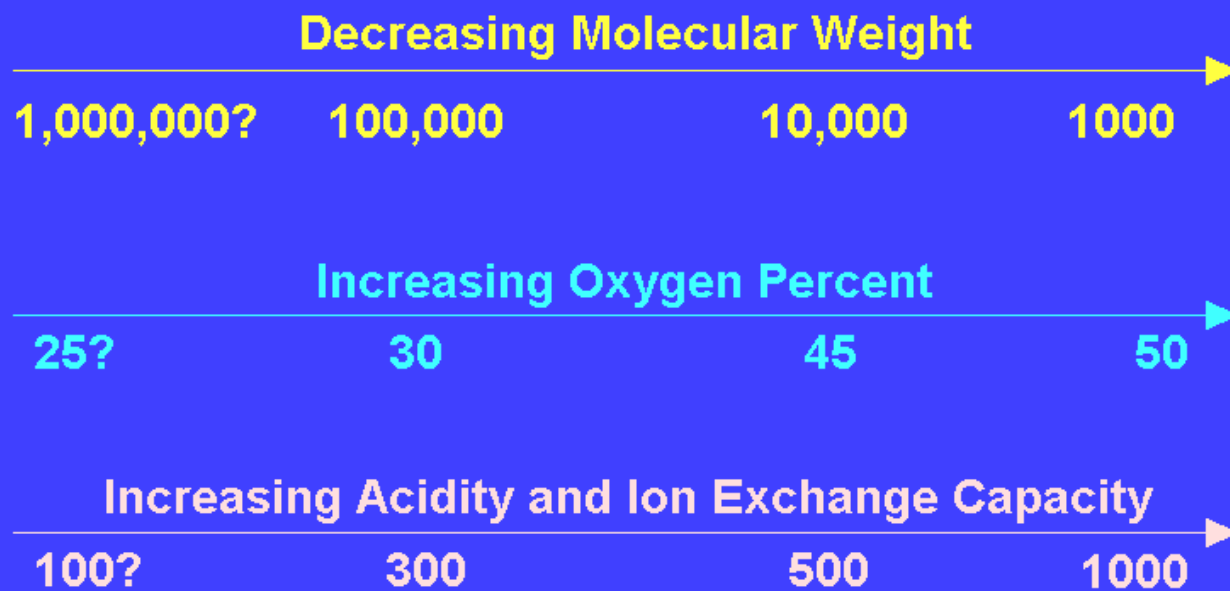 Decreasing Molecular Weight
1,000,000? 100,000 10,000 1000
Increasing Oxygen Percent
25? 30 45 50
Increasing Acidity and Ion Exchange Capacity
100? 300 500 1000